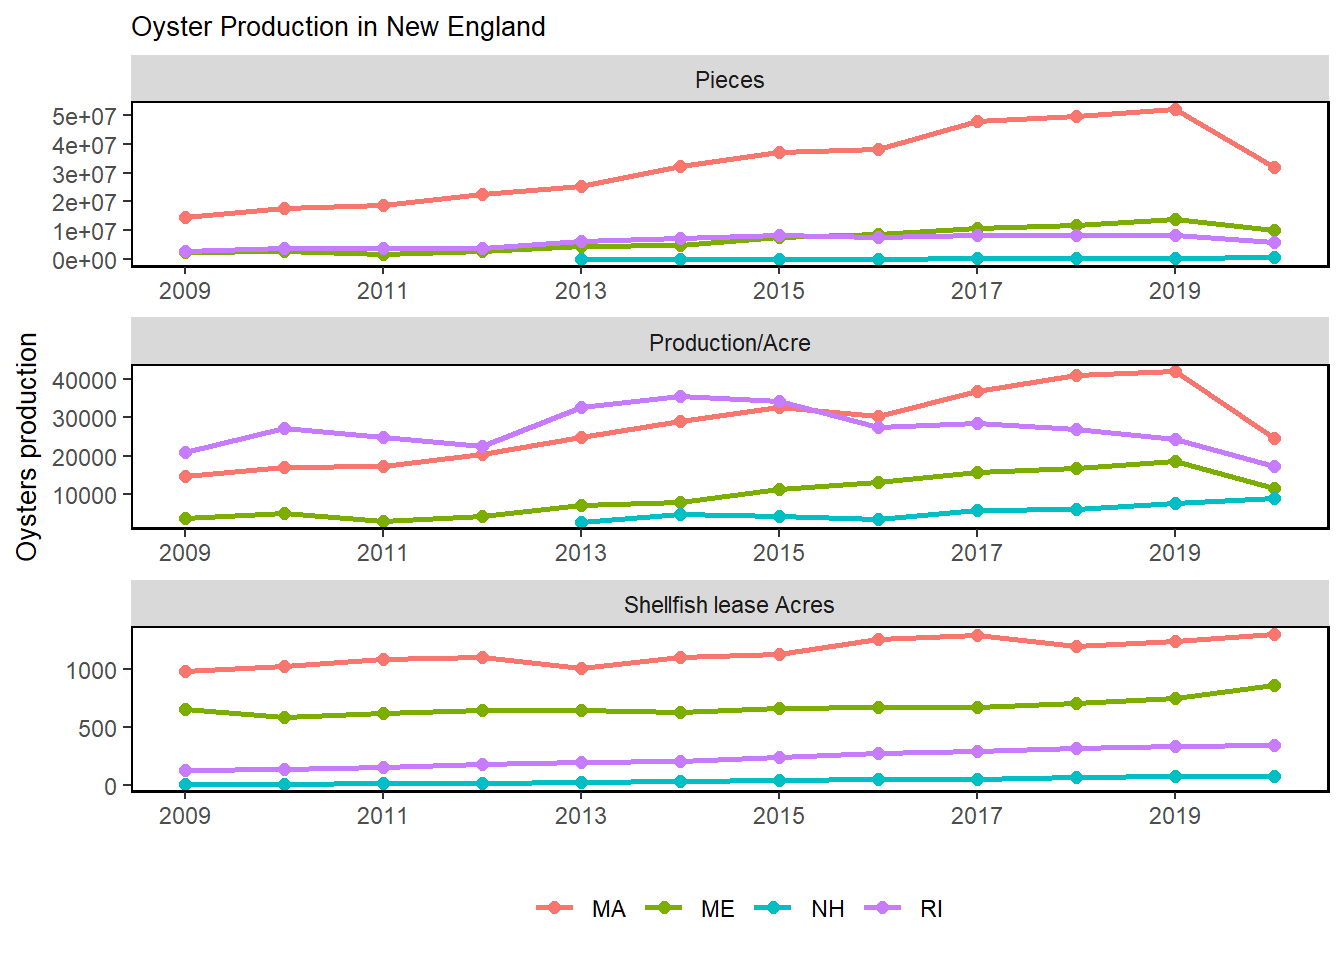 Oyster Production in New England
Pieces
5e+07
4e+07
3e+07
2e+07
1e+07
0e+00
2009 2011 2013 2015 2017 2019
Oysters production
Production/Acre
40000
30000
20000
10000
2009 2011 2013 2015 2017 2019
Shellfish lease Acres
1000
500
0
2009 2011 2013 2015 2017 2019
MA ME NH RI